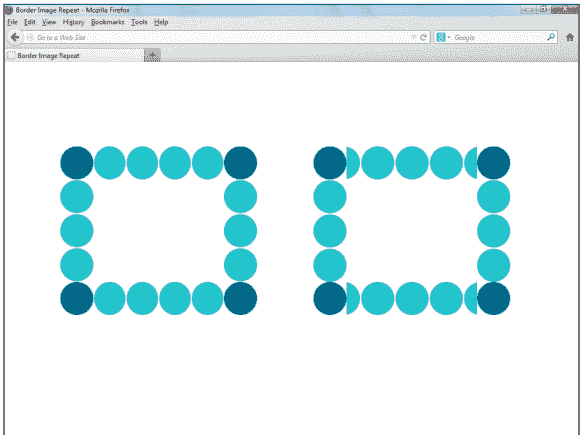 Border Image Repeat - Mozilla Firefox
File Edit View History Bookmarks Tools Help
Go to a Web Site
Google
Border Image Repeat